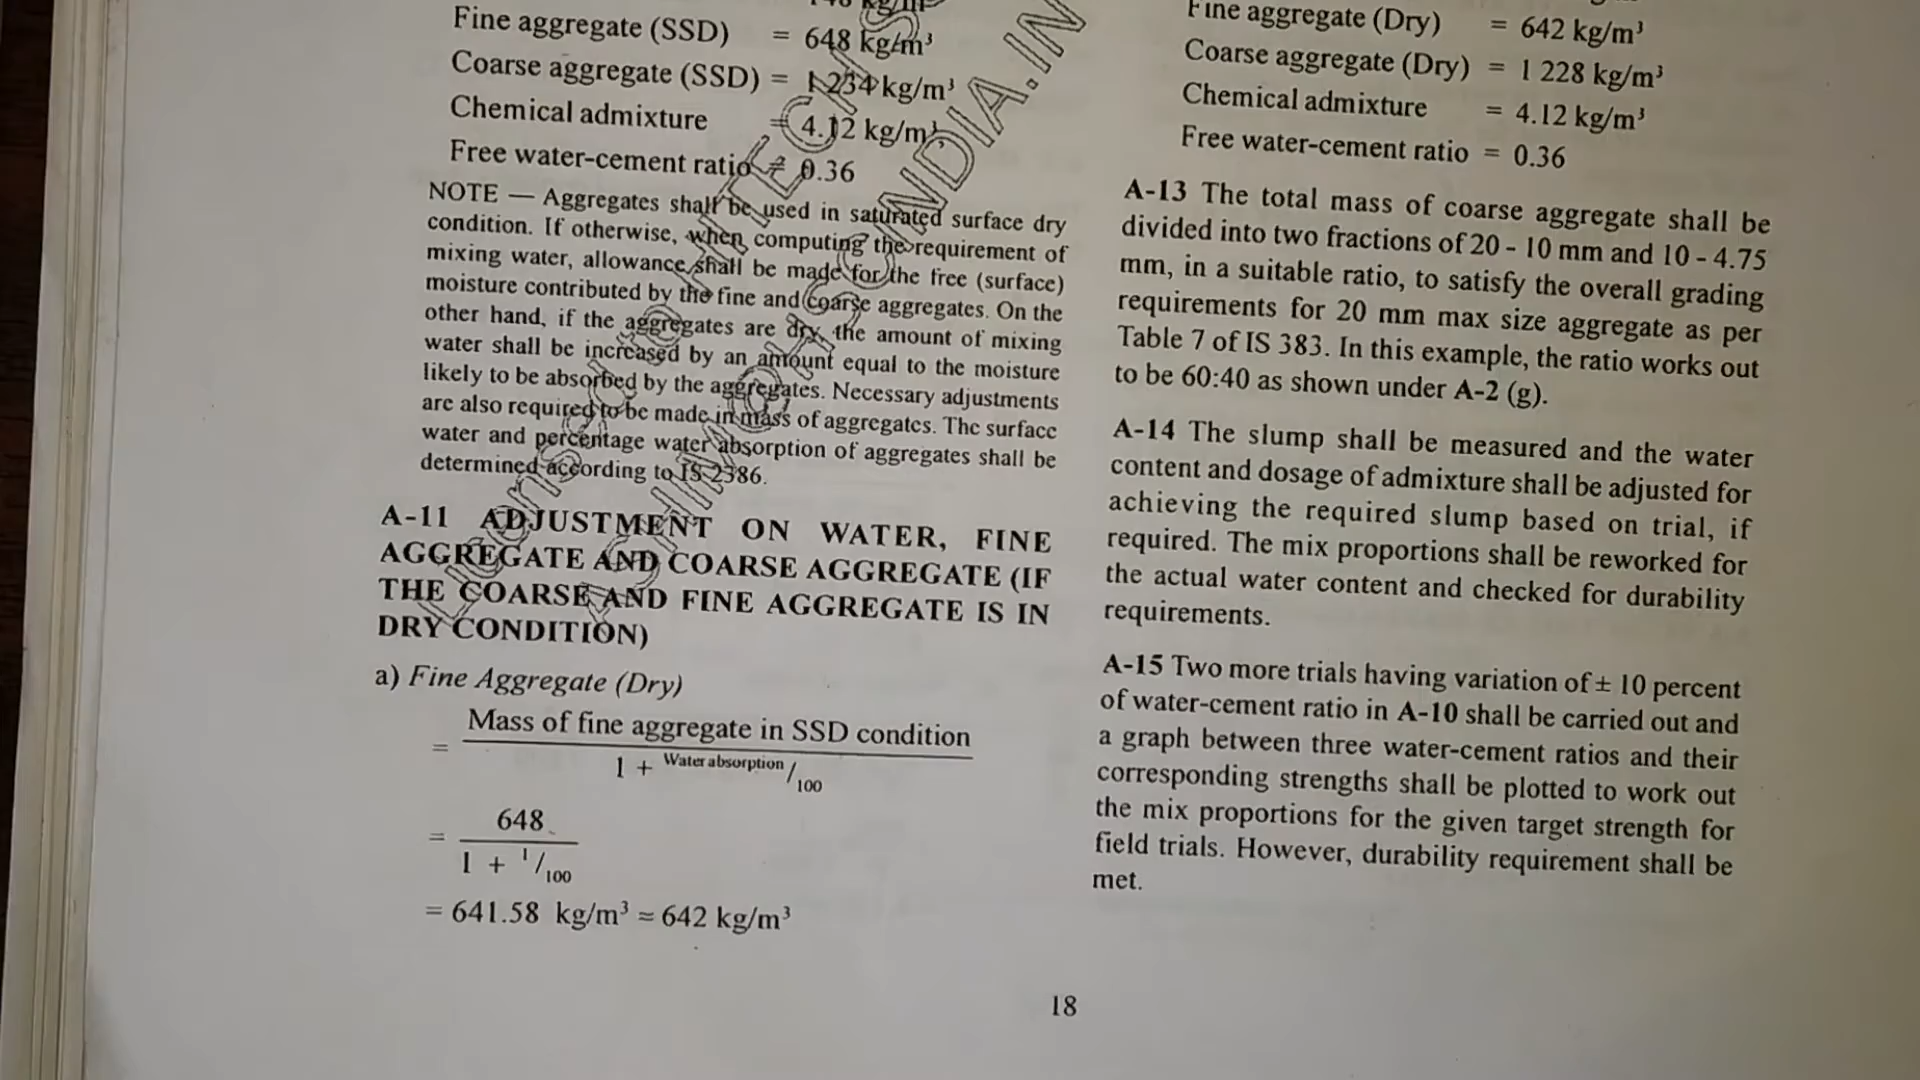 Fine aggregate (SSD) = 648 kg/m³
Coarse aggregate (SSD) = 1 234 kg/m³
Chemical admixture = 4.12 kg/m³
Free water-cement ratio = 0.36
NOTE — Aggregates shall be used in saturated surface dry
condition. If otherwise, when computing the requirement of
mixing water, allowance shall be made for the free (surface)
moisture contributed by the fine and coarse aggregates. On the
other hand, if the aggregates are dry, the amount of mixing
water shall be increased by an amount equal to the moisture
likely to be absorbed by the aggregates. Necessary adjustments
are also required to be made in mass of aggregates. The surface
water and percentage water absorption of aggregates shall be
determined according to IS 2386.
A-11 ADJUSTMENT ON WATER, FINE
AGGREGATE AND COARSE AGGREGATE (IF
THE COARSE AND FINE AGGREGATE IS IN
DRY CONDITION)
a) Fine Aggregate (Dry)
Mass of fine aggregate in SSD condition
=
1 + Water absorption/100
648
=
1 + 1/100
= 641.58 kg/m³ ≈ 642 kg/m³
Fine aggregate (Dry) = 642 kg/m³
Coarse aggregate (Dry) = 1 228 kg/m³
Chemical admixture = 4.12 kg/m³
Free water-cement ratio = 0.36
A-13 The total mass of coarse aggregate shall be
divided into two fractions of 20 - 10 mm and 10 - 4.75
mm, in a suitable ratio, to satisfy the overall grading
requirements for 20 mm max size aggregate as per
Table 7 of IS 383. In this example, the ratio works out
to be 60:40 as shown under A-2 (g).
A-14 The slump shall be measured and the water
content and dosage of admixture shall be adjusted for
achieving the required slump based on trial, if
required. The mix proportions shall be reworked for
the actual water content and checked for durability
requirements.
A-15 Two more trials having variation of ± 10 percent
of water-cement ratio in A-10 shall be carried out and
a graph between three water-cement ratios and their
corresponding strengths shall be plotted to work out
the mix proportions for the given target strength for
field trials. However, durability requirement shall be
met.
18